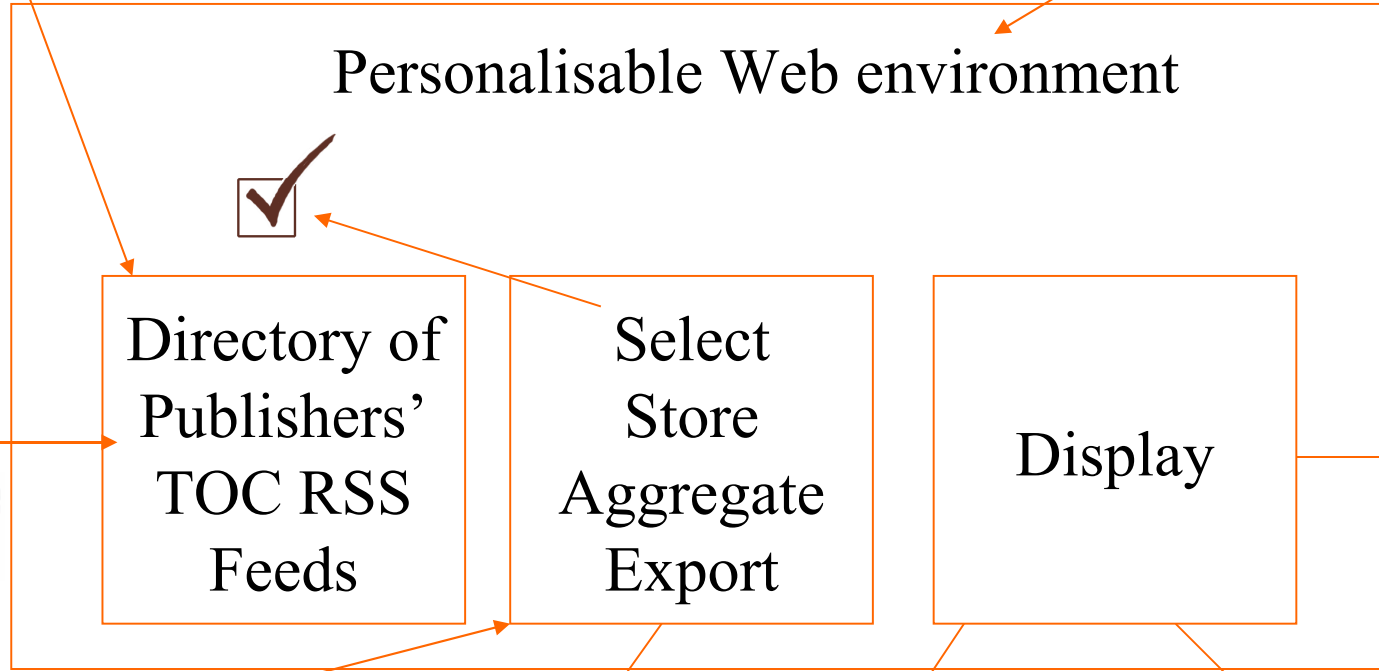 Personalisable Web environment
Directory of
Publishers’
TOC RSS
Feeds
Select
Store
Aggregate
Export
Display